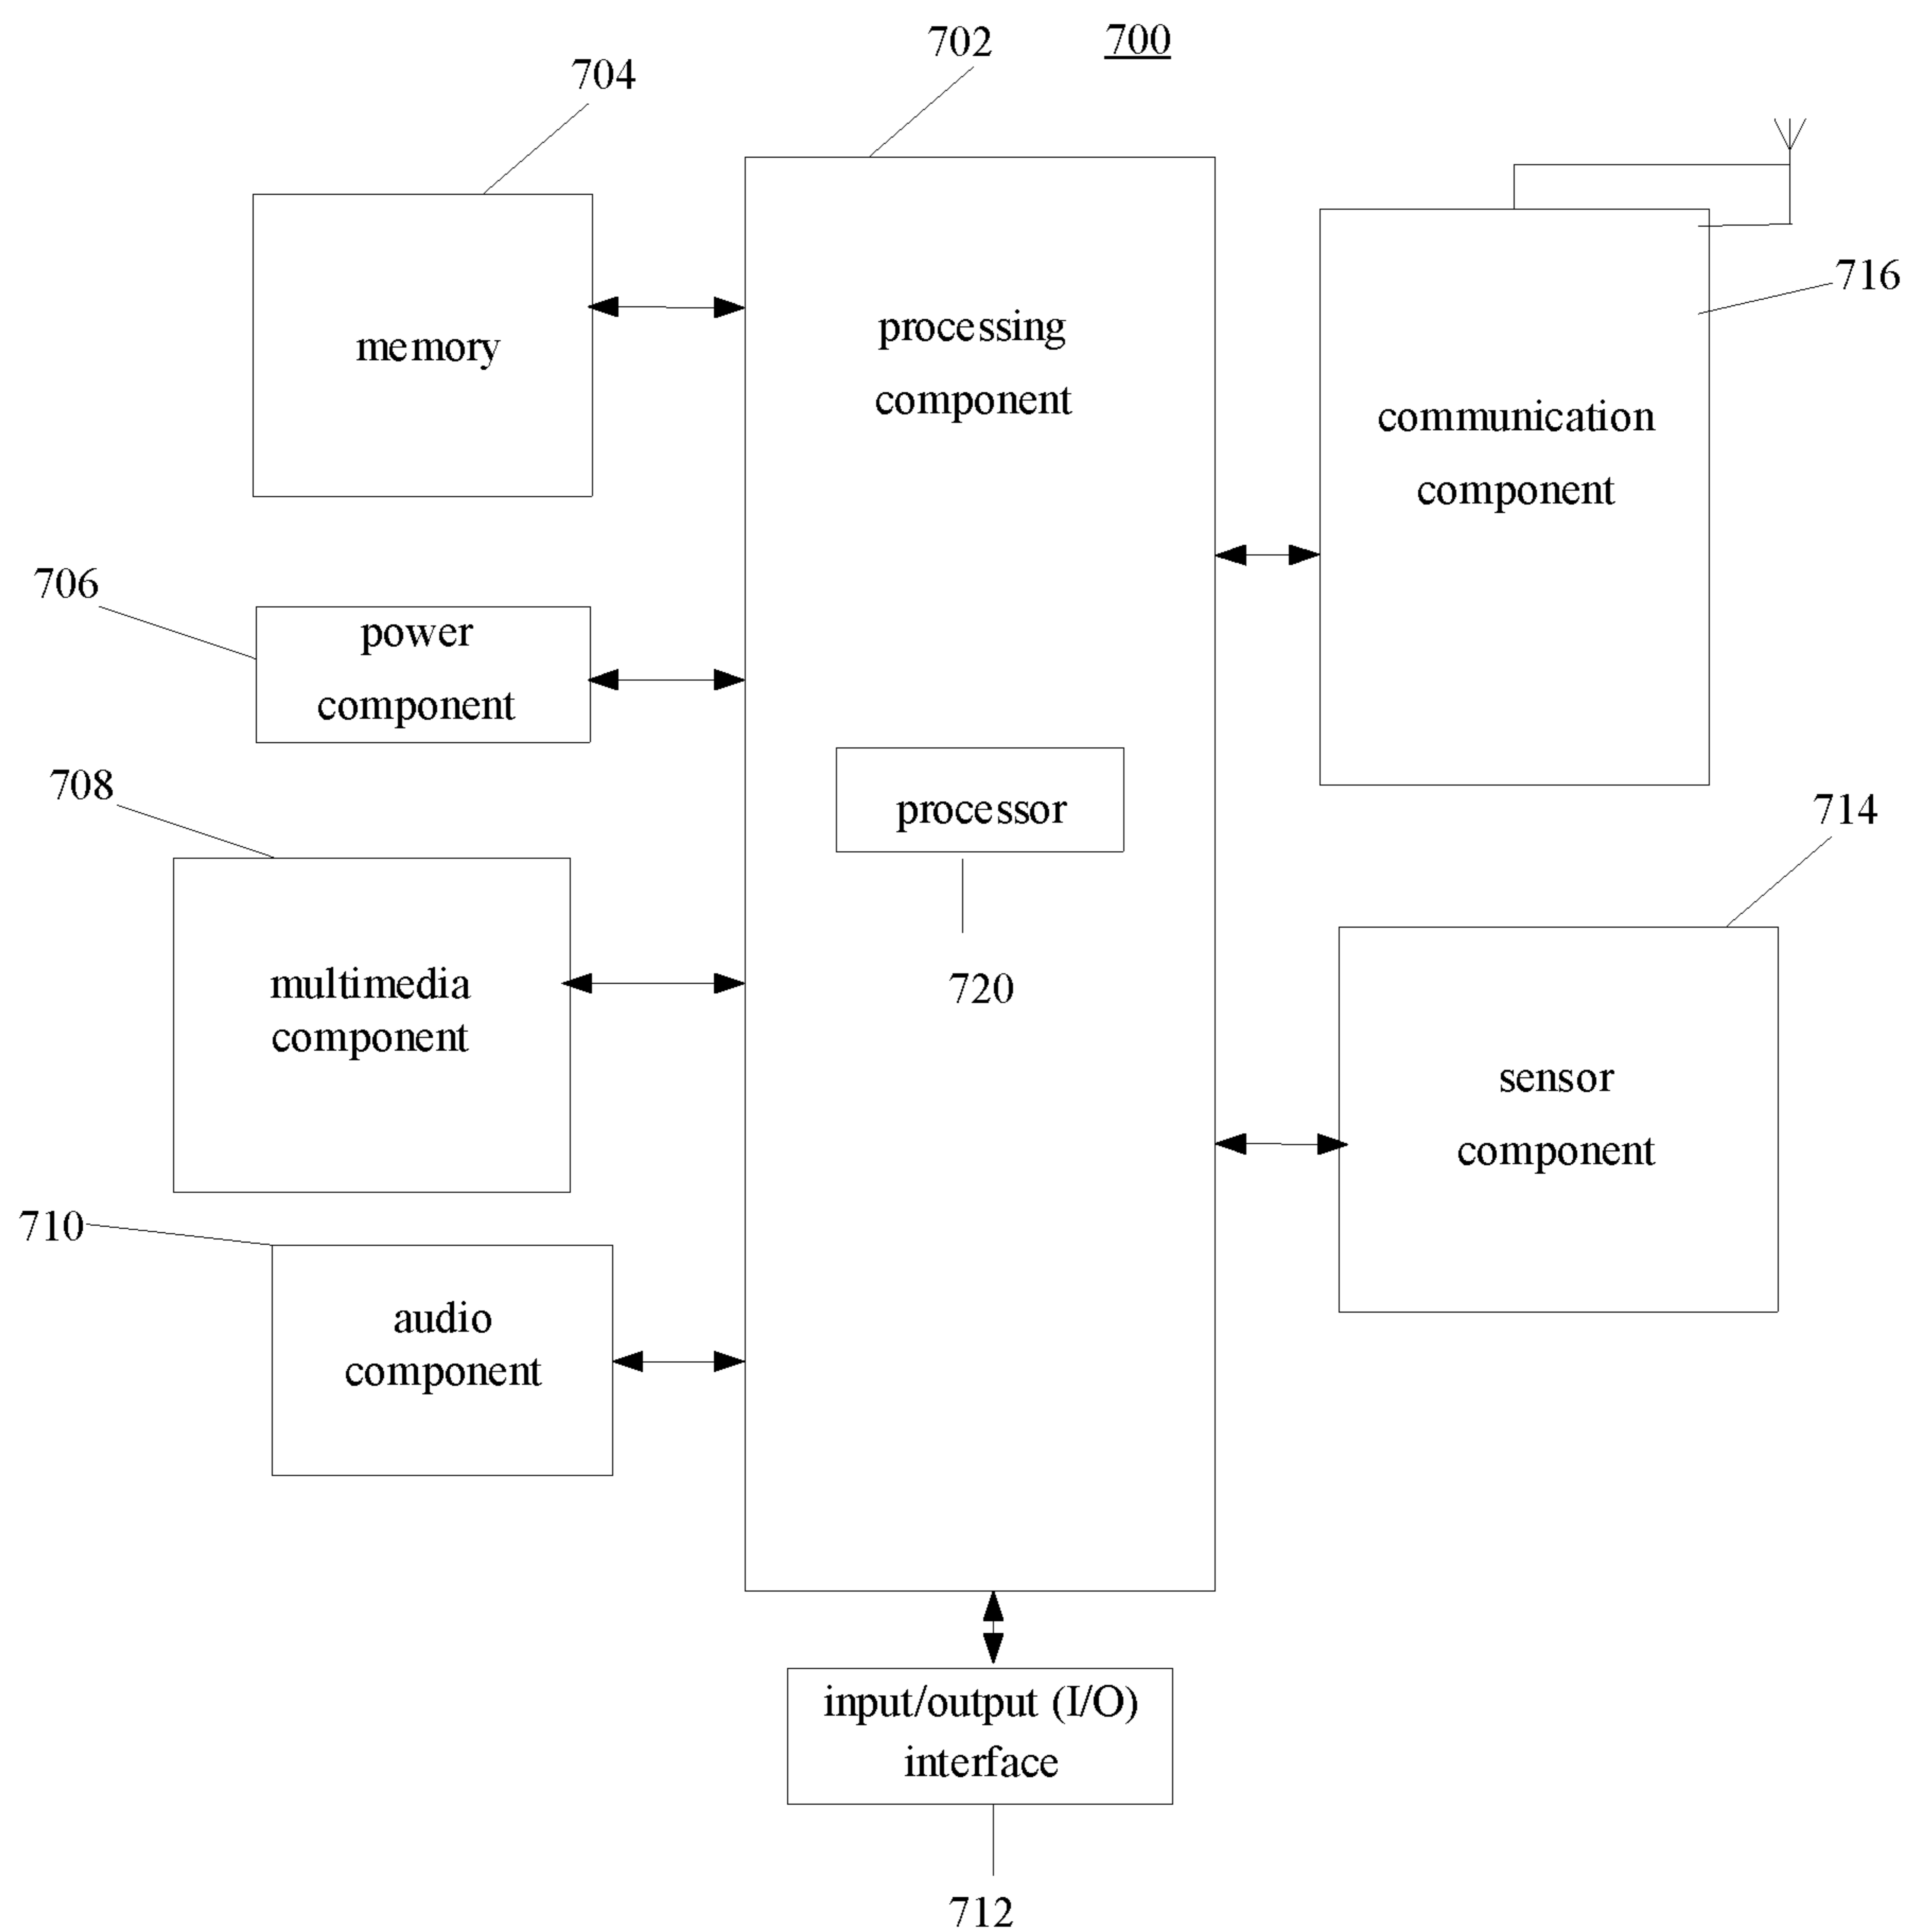 702
700
704
memory
processing
component
716
communication
component
706
power
component
708
processor
714
multimedia
component
720
sensor
component
710
audio
component
input/output (I/O)
interface
712